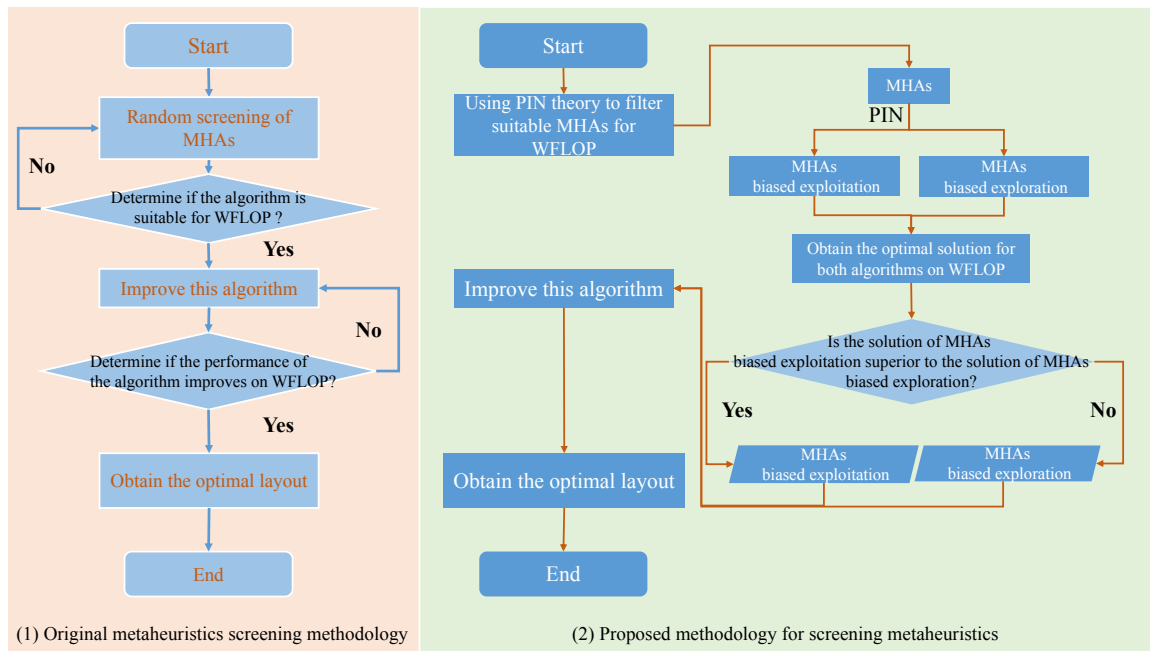 Start
Random screening of
MHAs
No
Determine if the algorithm is
suitable for WFLOP ?
Yes
Improve this algorithm
No
Determine if the performance of
the algorithm improves on WFLOP?
Yes
Obtain the optimal layout
End
(1) Original metaheuristics screening methodology
Start
Using PIN theory to filter
suitable MHAs for
WFLOP
MHAs
PIN
MHAs
biased exploitation
MHAs
biased exploration
Obtain the optimal solution for
both algorithms on WFLOP
Is the solution of MHAs
biased exploitation superior to the solution of MHAs
biased exploration?
Yes
No
MHAs
biased exploitation
MHAs
biased exploration
Improve this algorithm
Obtain the optimal layout
End
(2) Proposed methodology for screening metaheuristics